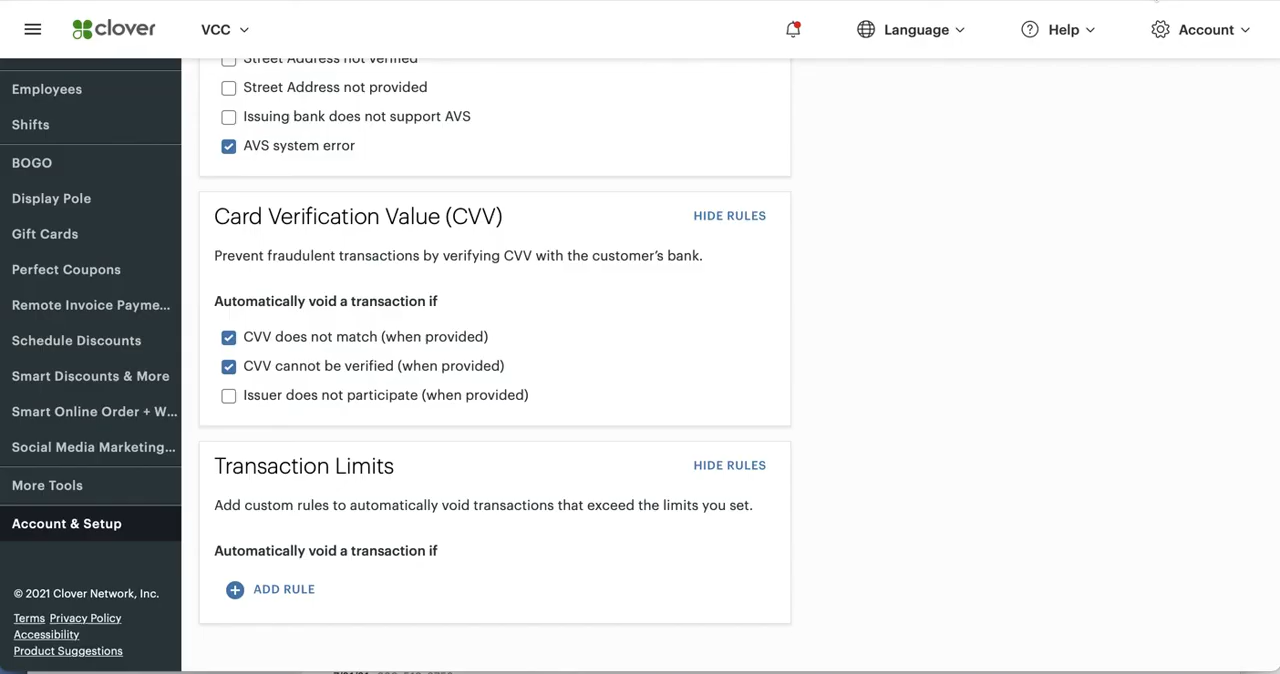 clover
VCC
Language
Help
Account
Employees
Shifts
BOGO
Display Pole
Gift Cards
Perfect Coupons
Remote Invoice Payme...
Schedule Discounts
Smart Discounts & More
Smart Online Order + W...
Social Media Marketing...
More Tools
Account & Setup
© 2021 Clover Network, Inc.
Terms Privacy Policy
Accessibility
Product Suggestions
Street Address not verified
Street Address not provided
Issuing bank does not support AVS
AVS system error
Card Verification Value (CVV)
HIDE RULES
Prevent fraudulent transactions by verifying CVV with the customer’s bank.
Automatically void a transaction if
CVV does not match (when provided)
CVV cannot be verified (when provided)
Issuer does not participate (when provided)
Transaction Limits
HIDE RULES
Add custom rules to automatically void transactions that exceed the limits you set.
Automatically void a transaction if
ADD RULE